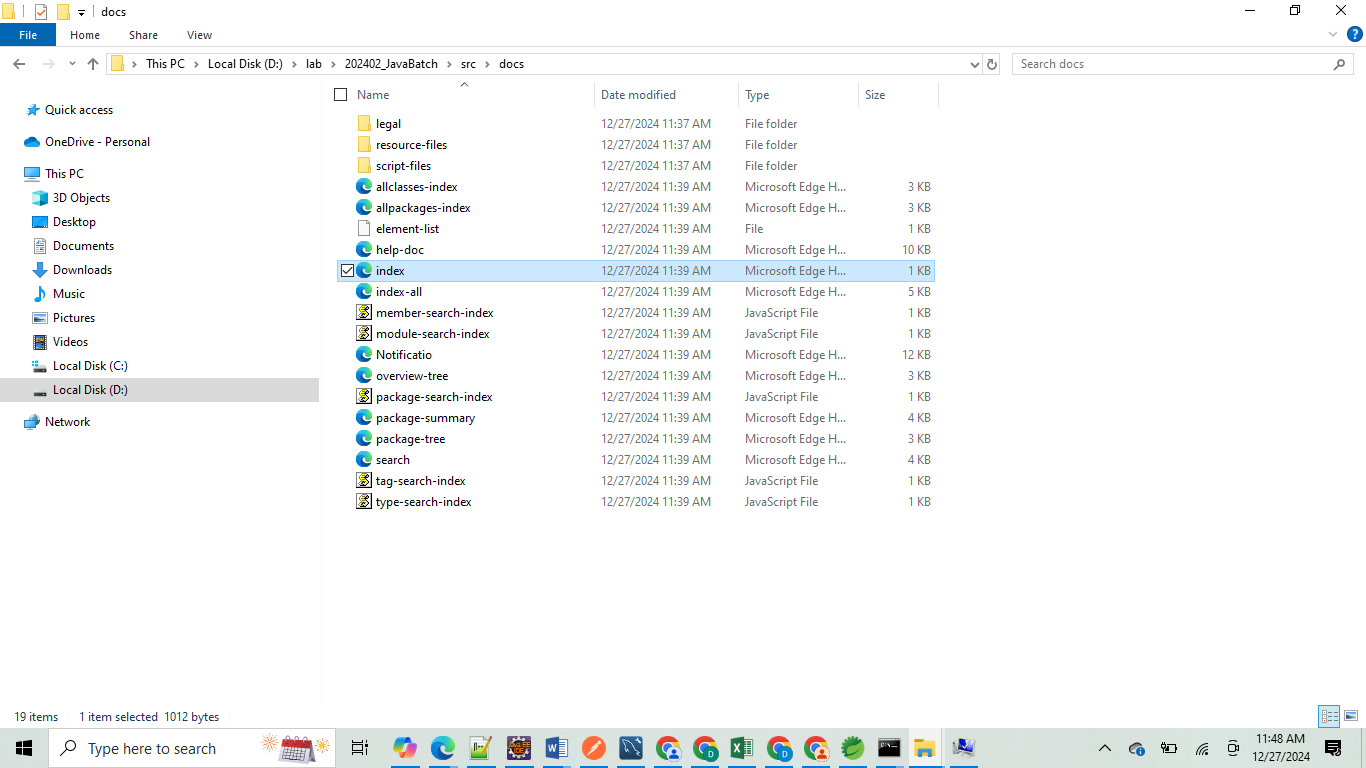 docs
File Home Share View
This PC Local Disk (D:) lab 202402_JavaBatch src docs Search docs
Name Date modified Type Size
Quick access
OneDrive - Personal
This PC
3D Objects
Desktop
Documents
Downloads
Music
Pictures
Videos
Local Disk (C:)
Local Disk (D:)
Network
legal 12/27/2024 11:37 AM File folder
resource-files 12/27/2024 11:37 AM File folder
script-files 12/27/2024 11:37 AM File folder
allclasses-index 12/27/2024 11:39 AM Microsoft Edge H... 3 KB
allpackages-index 12/27/2024 11:39 AM Microsoft Edge H... 3 KB
element-list 12/27/2024 11:39 AM File 1 KB
help-doc 12/27/2024 11:39 AM Microsoft Edge H... 10 KB
index 12/27/2024 11:39 AM Microsoft Edge H... 1 KB
index-all 12/27/2024 11:39 AM Microsoft Edge H... 5 KB
member-search-index 12/27/2024 11:39 AM JavaScript File 1 KB
module-search-index 12/27/2024 11:39 AM JavaScript File 1 KB
Notificatio 12/27/2024 11:39 AM Microsoft Edge H... 12 KB
overview-tree 12/27/2024 11:39 AM Microsoft Edge H... 3 KB
package-search-index 12/27/2024 11:39 AM JavaScript File 1 KB
package-summary 12/27/2024 11:39 AM Microsoft Edge H... 4 KB
package-tree 12/27/2024 11:39 AM Microsoft Edge H... 3 KB
search 12/27/2024 11:39 AM Microsoft Edge H... 4 KB
tag-search-index 12/27/2024 11:39 AM JavaScript File 1 KB
type-search-index 12/27/2024 11:39 AM JavaScript File 1 KB
19 items 1 item selected 1012 bytes
Type here to search
11:48 AM
12/27/2024